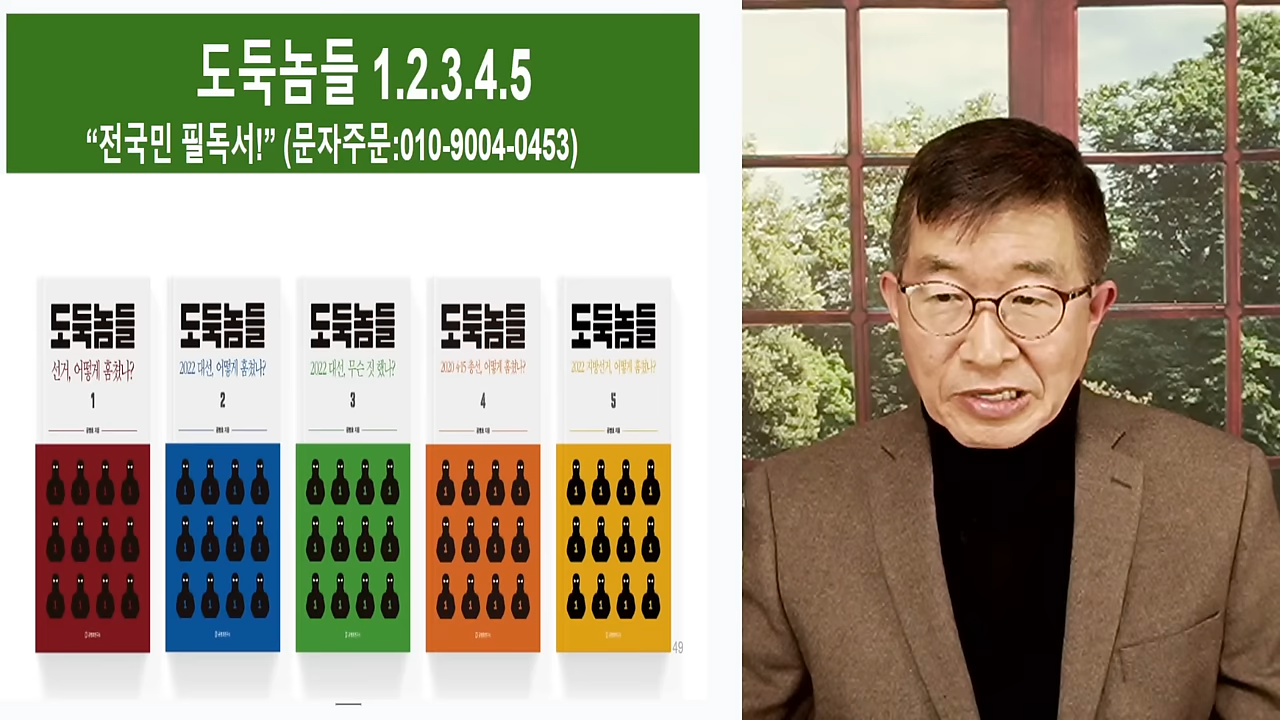 도둑놈들 1.2.3.4.5
“전국민 필독서!” (문자주문:010-9004-0453)
도둑놈들
선거, 어떻게 훔쳤나?
1
도둑놈들
2022 대선, 어떻게 훔쳤나?
2
도둑놈들
2022 대선, 무슨 짓 했나?
3
도둑놈들
2020 4·15 총선, 어떻게 훔쳤나?
4
도둑놈들
2022 지방선거, 어떻게 훔쳤나?
5
49